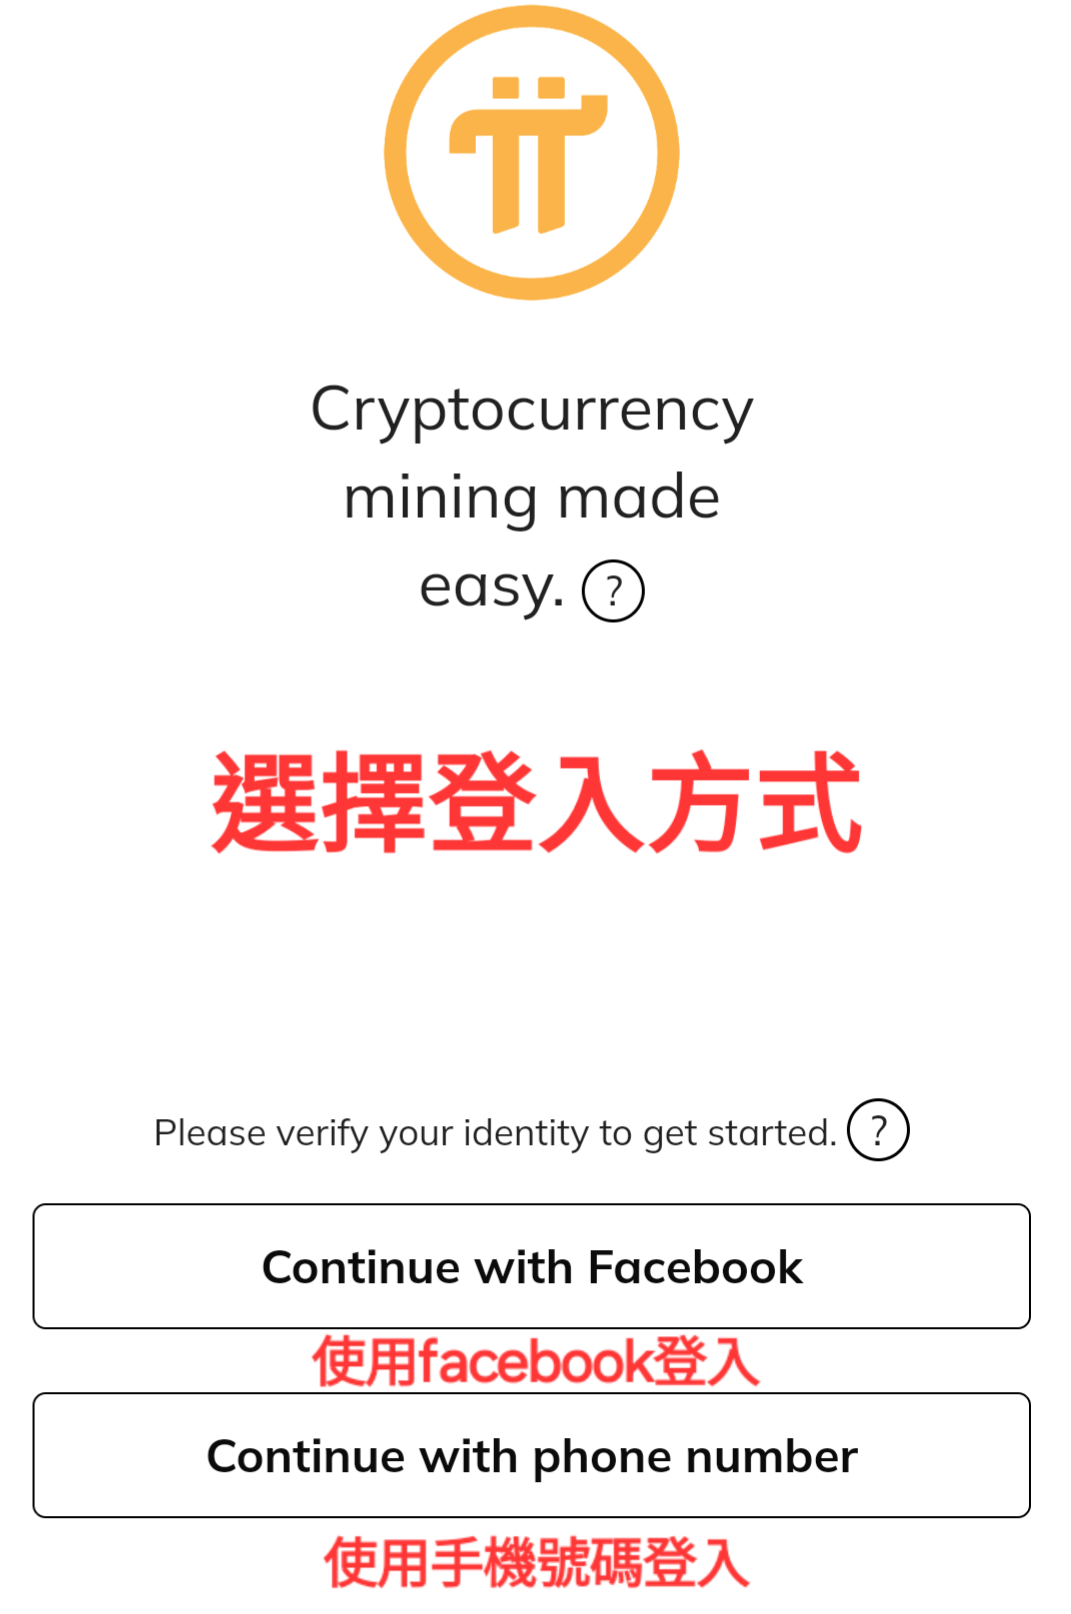 Cryptocurrency
mining made
easy. ?
選擇登入方式
Please verify your identity to get started. ?
Continue with Facebook
使用facebook登入
Continue with phone number
使用手機號碼登入